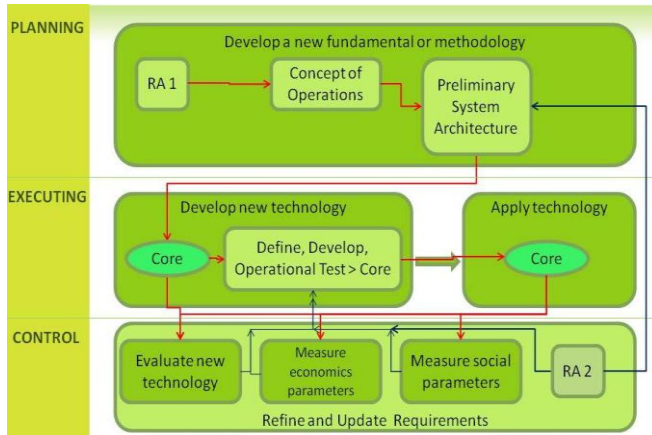 PLANNING
Develop a new fundamental or methodology
RA 1
Concept of
Operations
Preliminary
System
Architecture
EXECUTING
Develop new technology
Apply technology
Core
Define, Develop,
Operational Test > Core
Core
CONTROL
Evaluate new
technology
Measure
economics
parameters
Measure social
parameters
RA 2
Refine and Update Requirements